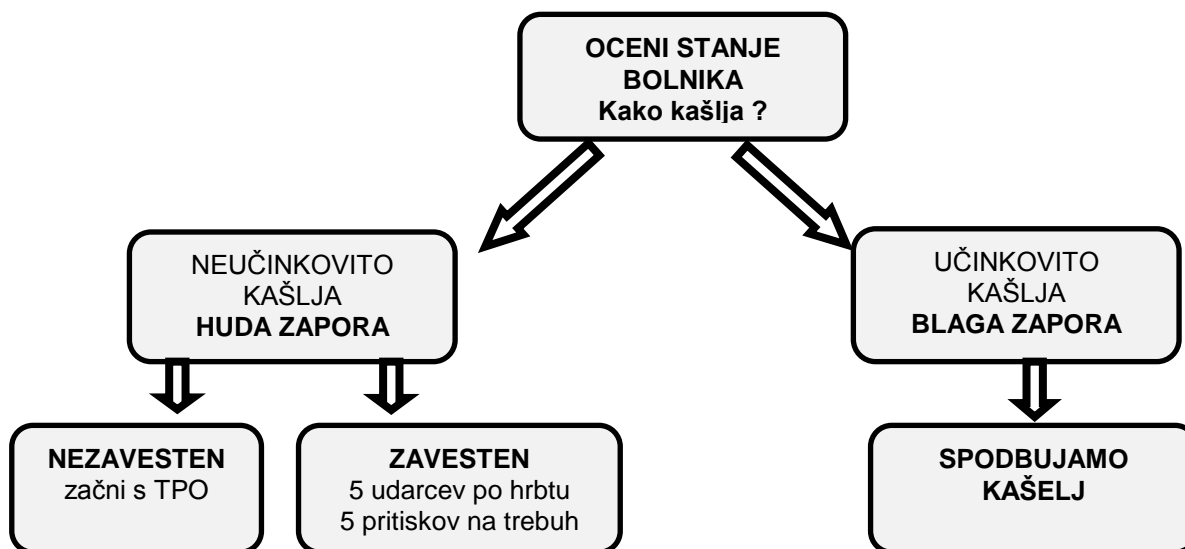 OCENI STANJE
BOLNIKA
Kako kašlja ?
NEUČINKOVITO
KAŠLJA
HUDA ZAPORA
UČINKOVITO
KAŠLJA
BLAGA ZAPORA
NEZAVESTEN
začni s TPO
ZAVESTEN
5 udarcev po hrbtu
5 pritiskov na trebuh
SPODBUJAMO
KAŠELJ